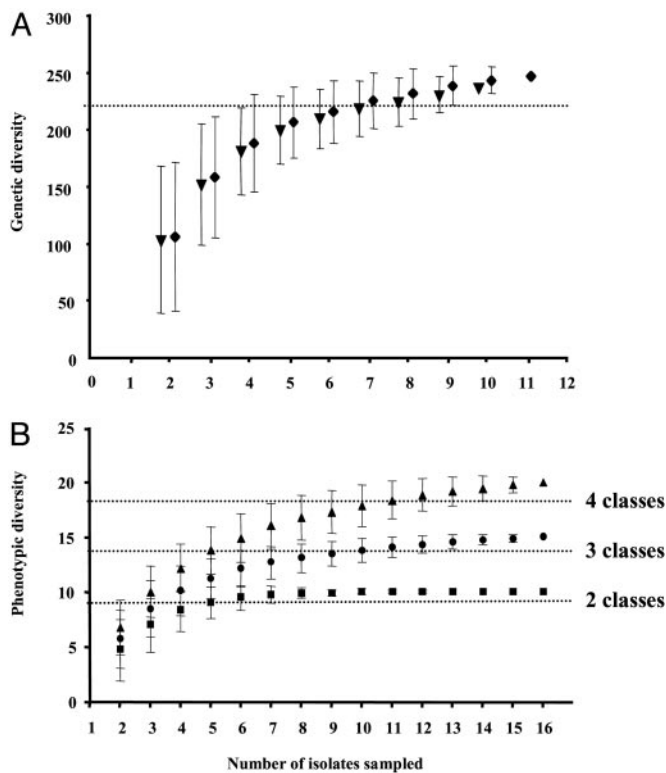 A
Genetic diversity
300
250
200
150
100
50
0
0 1 2 3 4 5 6 7 8 9 10 11 12
B
Phenotypic diversity
25
20
15
10
5
0
4 classes
3 classes
2 classes
1 2 3 4 5 6 7 8 9 10 11 12 13 14 15 16
Number of isolates sampled